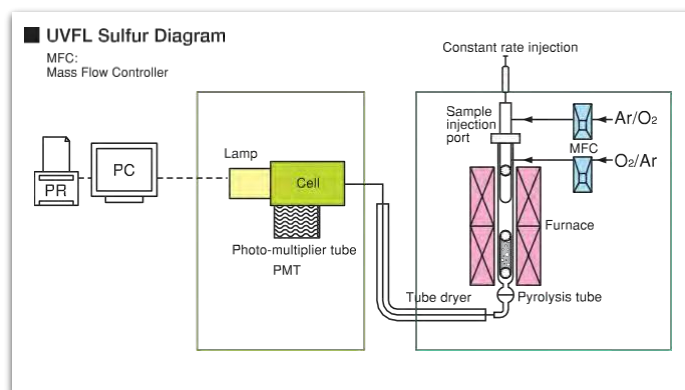 UVFL Sulfur Diagram
MFC:
Mass Flow Controller
Constant rate injection
Sample
injection
port
Ar/O2
MFC
O2/Ar
Lamp
PC
PR
Cell
Furnace
Photo-multiplier tube
PMT
Tube dryer
Pyrolysis tube